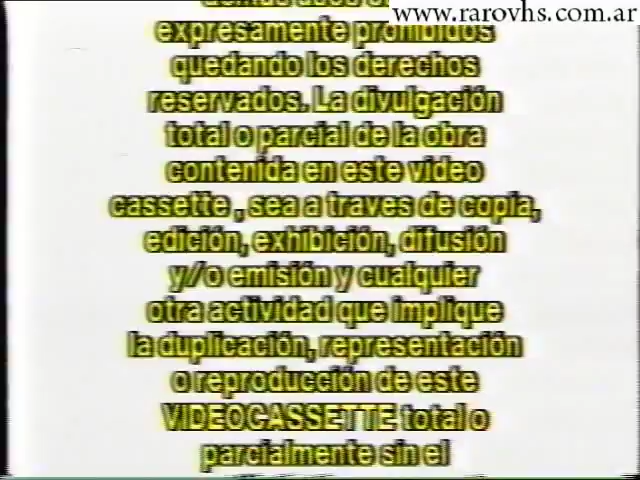 www.rarovhs.com.ar
expresamente prohibidos
quedando los derechos
reservados. La divulgación
total o parcial de la obra
contenida en este video
cassette , sea a traves de copia,
edición, exhibición, difusión
y/o emisión y cualquier
otra actividad que implique
la duplicación, representación
o reproducción de este
VIDEOCASSETTE total o
parcialmente sin el